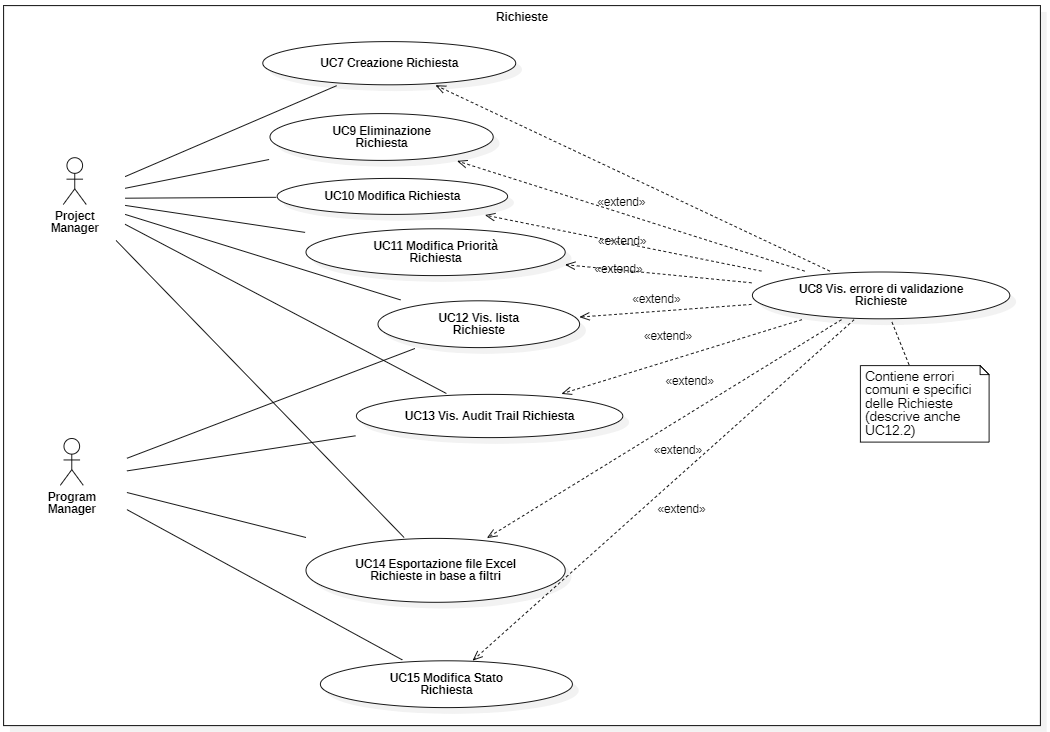 Richieste
UC7 Creazione Richiesta
UC9 Eliminazione
Richiesta
UC10 Modifica Richiesta
«extend»
Project
Manager
UC11 Modifica Priorità
Richiesta
«extend»
«extend»
UC8 Vis. errore di validazione
Richieste
UC12 Vis. lista
Richieste
«extend»
«extend»
Contiene errori
comuni e specifici
delle Richieste
(descrive anche
UC12.2)
«extend»
UC13 Vis. Audit Trail Richiesta
«extend»
Program
Manager
«extend»
UC14 Esportazione file Excel
Richieste in base a filtri
UC15 Modifica Stato
Richiesta